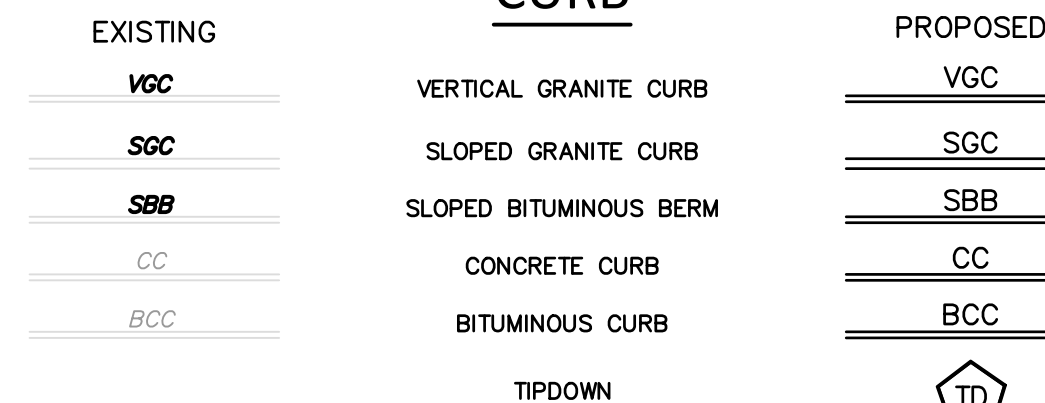 CURB
EXISTING PROPOSED
VGC VERTICAL GRANITE CURB VGC
SGC SLOPED GRANITE CURB SGC
SBB SLOPED BITUMINOUS BERM SBB
CC CONCRETE CURB CC
BCC BITUMINOUS CURB BCC
TIPDOWN TD